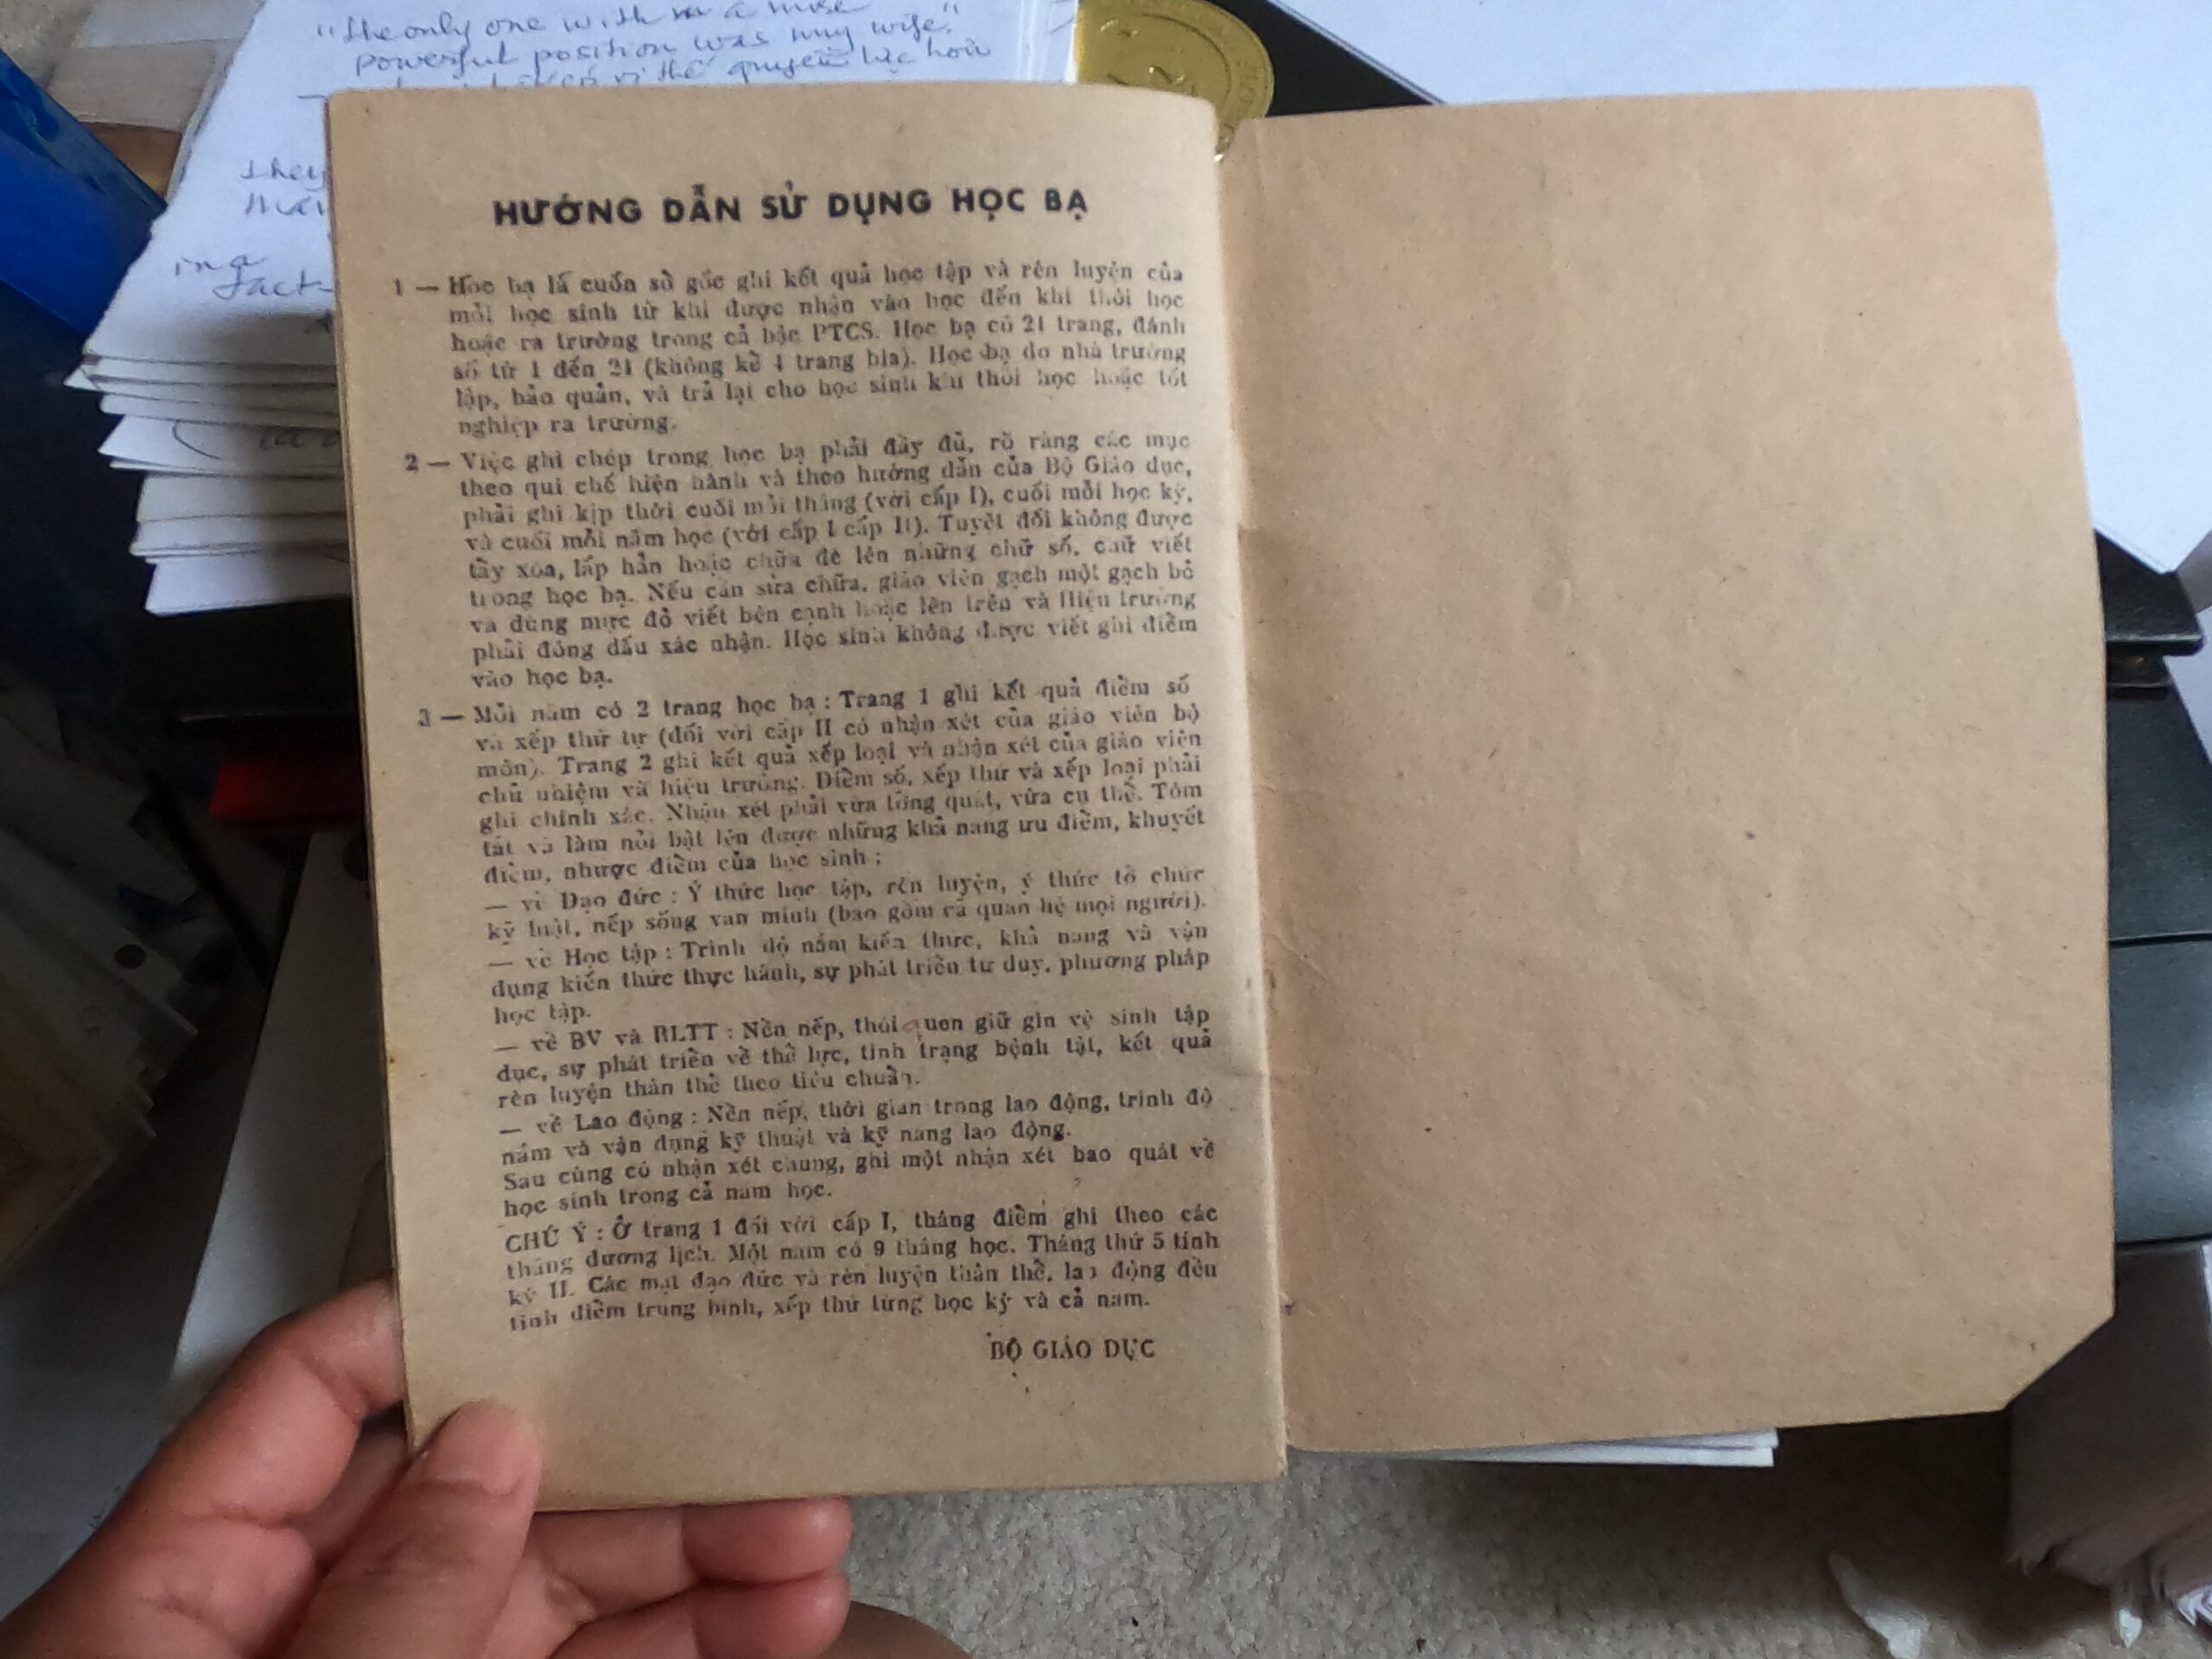 "the only one with a more
powerful position was my wife."
vị thế quyền lực hơn
they
in a
fact
HƯỚNG DẪN SỬ DỤNG HỌC BẠ
1 — Học bạ là cuốn sổ gốc ghi kết quả học tập và rèn luyện của
mỗi học sinh từ khi được nhận vào học đến khi thôi học
hoặc ra trường trong cả bậc PTCS. Học bạ có 21 trang, đánh
số từ 1 đến 21 (không kể 4 trang bìa). Học bạ do nhà trường
lập, bảo quản, và trả lại cho học sinh khi thôi học hoặc tốt
nghiệp ra trường.
2 — Việc ghi chép trong học bạ phải đầy đủ, rõ ràng các mục
theo qui chế hiện hành và theo hướng dẫn của Bộ Giáo dục,
phải ghi kịp thời cuối mỗi tháng (với cấp I), cuối mỗi học kỳ,
và cuối mỗi năm học (với cấp I cấp II). Tuyệt đối không được
tẩy xóa, lấp hẳn hoặc chữa đè lên những chữ số, chữ viết
trong học bạ. Nếu cần sửa chữa, giáo viên gạch một gạch bỏ
và dùng mực đỏ viết bên cạnh hoặc lên trên và Hiệu trưởng
phải đóng dấu xác nhận. Học sinh không được viết ghi điểm
vào học bạ.
3 — Mỗi năm có 2 trang học bạ : Trang 1 ghi kết quả điểm số
và xếp thứ tự (đối với cấp II có nhận xét của giáo viên bộ
môn). Trang 2 ghi kết quả xếp loại và nhận xét của giáo viên
chủ nhiệm và hiệu trưởng. Điểm số, xếp thứ và xếp loại phải
ghi chính xác. Nhận xét phải vừa tổng quát, vừa cụ thể. Tóm
tắt và làm nổi bật lên được những khả năng ưu điểm, khuyết
điểm, nhược điểm của học sinh :
— về Đạo đức : Ý thức học tập, rèn luyện, ý thức tổ chức
kỷ luật, nếp sống văn minh (bao gồm cả quan hệ mọi người).
— về Học tập : Trình độ nắm kiến thức, khả năng và vận
dụng kiến thức thực hành, sự phát triển tư duy, phương pháp
học tập.
— về BV và RLTT : Nền nếp, thói quen giữ gìn vệ sinh tập
dục, sự phát triển về thể lực, tình trạng bệnh tật, kết quả
rèn luyện thân thể theo tiêu chuẩn.
— về Lao động : Nền nếp, thời gian trong lao động, trình độ
nắm và vận dụng kỹ thuật và kỹ năng lao động.
Sau cùng có nhận xét chung, ghi một nhận xét bao quát về
học sinh trong cả năm học.
CHÚ Ý : Ở trang 1 đối với cấp I, tháng điểm ghi theo các
tháng dương lịch. Một năm có 9 tháng học. Tháng thứ 5 tính
kỳ II. Các mặt đạo đức và rèn luyện thân thể, lao động đều
tính điểm trung bình, xếp thứ từng học kỳ và cả năm.
BỘ GIÁO DỤC